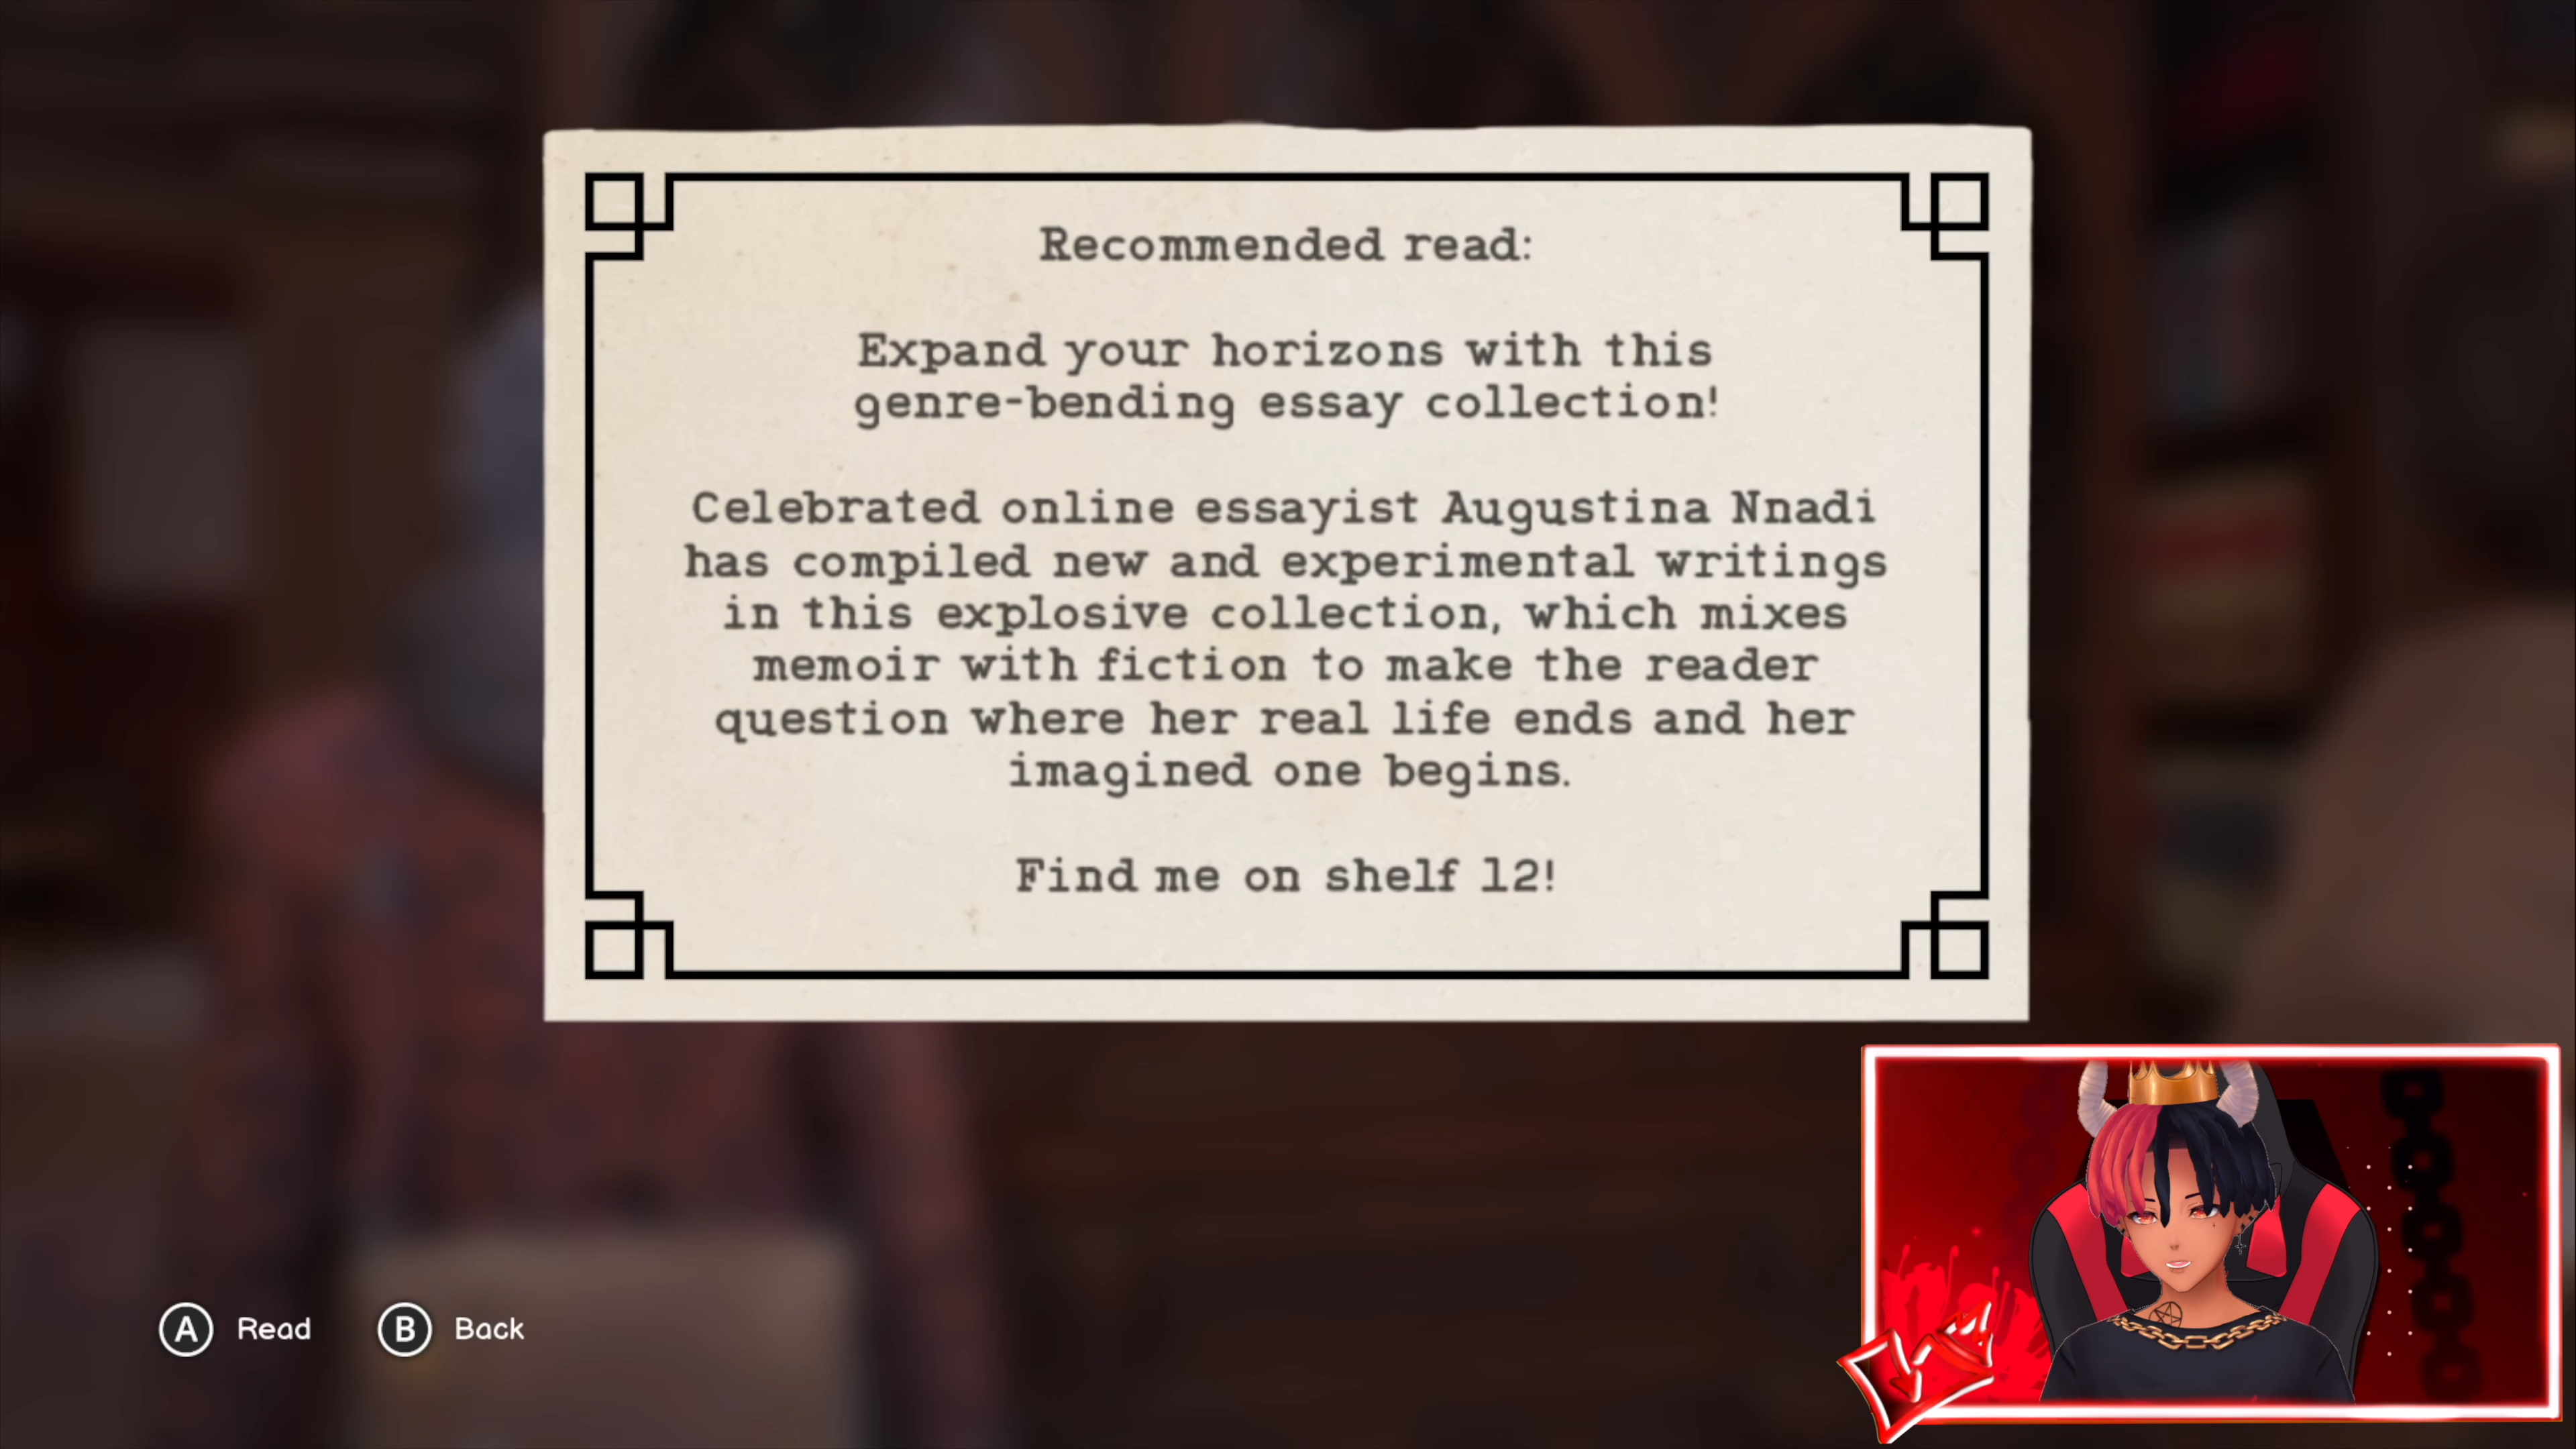 Recommended read:
Expand your horizons with this
genre-bending essay collection!
Celebrated online essayist Augustina Nnadi
has compiled new and experimental writings
in this explosive collection, which mixes
memoir with fiction to make the reader
question where her real life ends and her
imagined one begins.
Find me on shelf 12!
A Read B Back